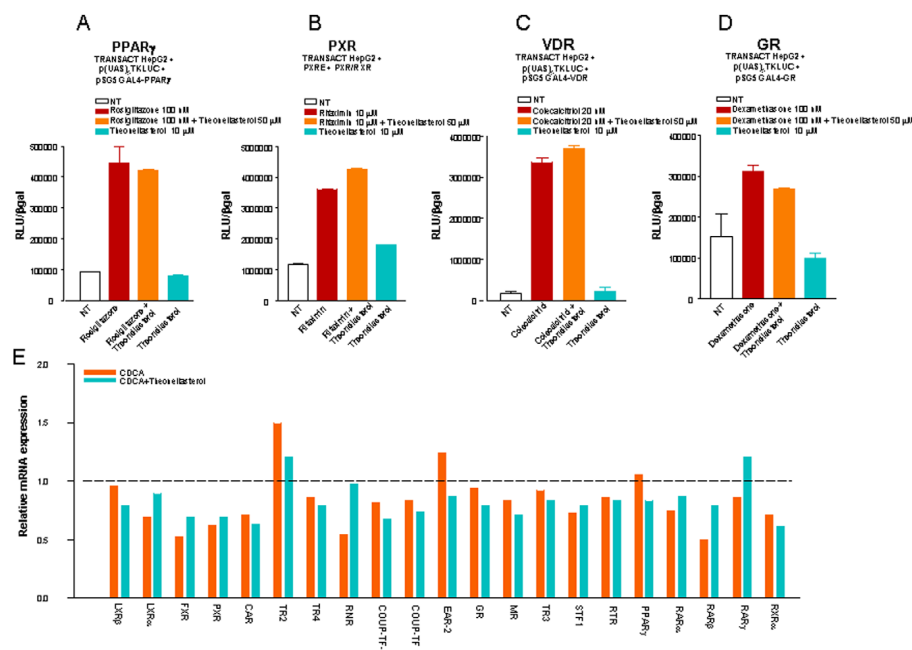 A
PPARγ
TRANSACT HepG2 +
p(UAS)5TKLUC +
pSG5 GAL4-PPARγ
NT
Rosiglitazone 100 nM
Rosiglitazone 100 nM + Theonellasterol 50 µM
Theonellasterol 10 µM
RLU/βgal
500000
400000
300000
200000
100000
0
NT
Rosiglitazone
Rosiglitazone +
Theonellasterol
Theonellasterol
B
PXR
TRANSACT HepG2 +
PXRE + PXR/RXR
NT
Rifaximin 10 µM
Rifaximin 10 µM + Theonellasterol 50 µM
Theonellasterol 10 µM
RLU/βgal
5000000
4000000
3000000
2000000
1000000
0
NT
Rifaximin
Rifaximin +
Theonellasterol
Theonellasterol
C
VDR
TRANSACT HepG2 +
p(UAS)5TKLUC +
pSG5 GAL4-VDR
NT
Colecalcitriol 20 nM
Colecalcitriol 20 nM + Theonellasterol 50 µM
Theonellasterol 10 µM
RLU/βgal
4000000
3000000
2000000
1000000
0
NT
Colecalcitriol
Colecalcitriol +
Theonellasterol
Theonellasterol
D
GR
TRANSACT HepG2 +
p(UAS)5TKLUC +
pSG5 GAL4-GR
NT
Dexamethasone 100 nM
Dexamethasone 100 nM + Theonellasterol 50 µM
Theonellasterol 10 µM
RLU/βgal
400000
300000
200000
100000
0
NT
Dexamethasone
Dexamethasone +
Theonellasterol
Theonellasterol
E
CDCA
CDCA+Theonellasterol
Relative mRNA expression
2.0
1.5
1.0
0.5
0.0
LXRβ
LXRα
FXR
PXR
CAR
TR2
TR4
RNR
COUP-TF-
COUP-TF
EAR-2
GR
MR
TR3
STF1
RTR
PPARγ
RARα
RARβ
RARγ
RXRα